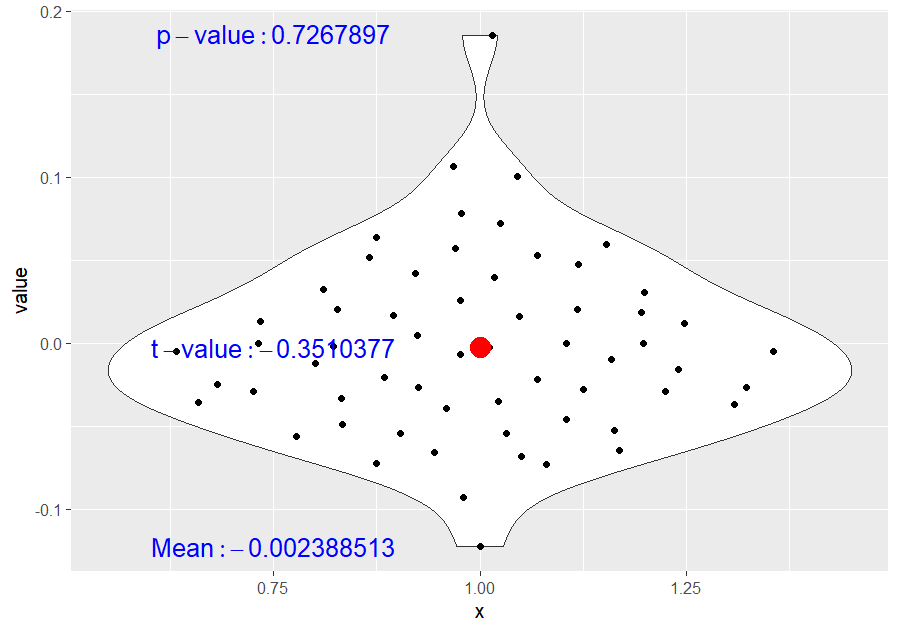 0.2
p − value : 0.7267897
0.1
value
0.0
t − value : −0.3510377
-0.1
Mean : −0.002388513
0.75 1.00 1.25
x